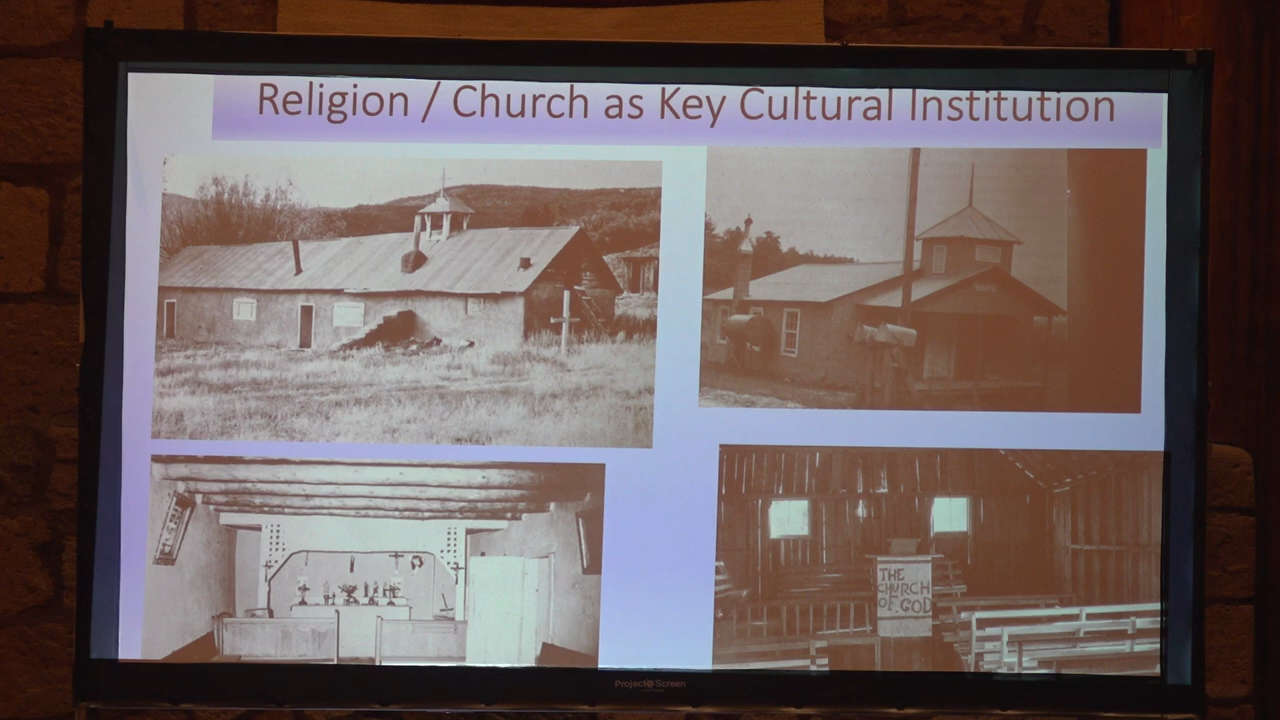 Religion / Church as Key Cultural Institution
THE
CHURCH
OF GOD
Project Screen